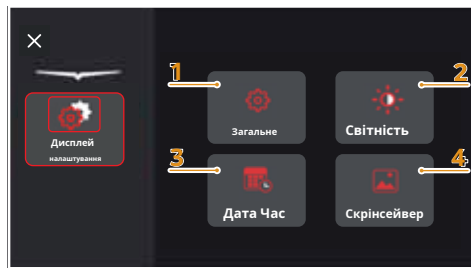 1
2
Дисплей
налаштування
Загальне
Світність
3
4
Дата Час
Скрінсейвер